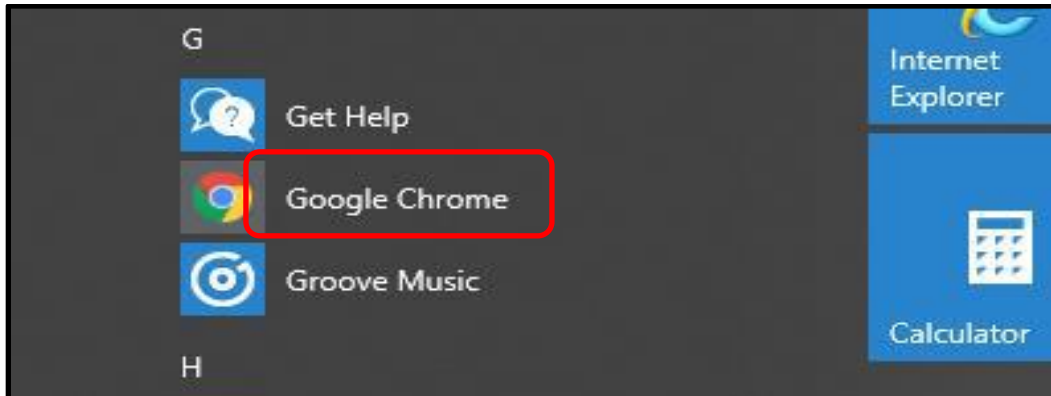 G
Get Help
Google Chrome
Groove Music
H
Internet
Explorer
Calculator